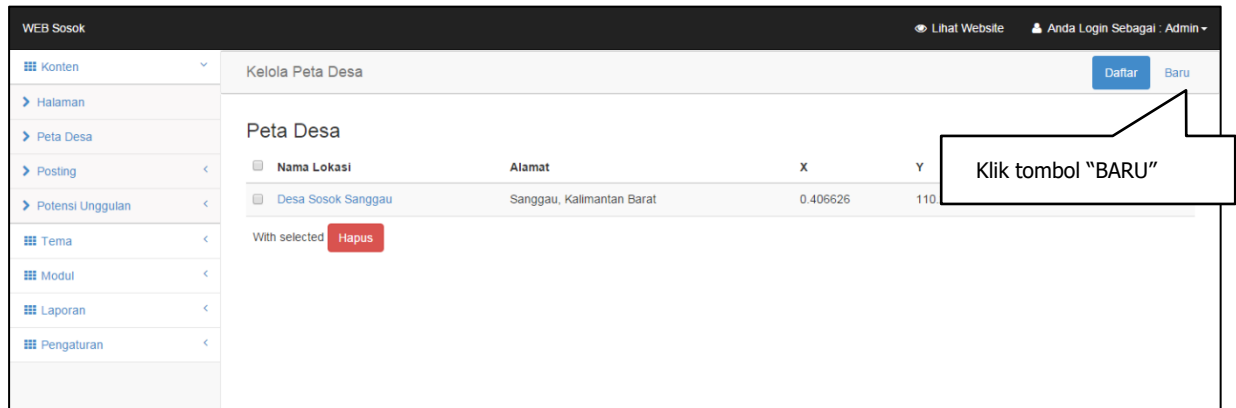 WEB Sosok
Lihat Website
Anda Login Sebagai : Admin
Konten
Halaman
Peta Desa
Posting
Potensi Unggulan
Tema
Modul
Laporan
Pengaturan
Kelola Peta Desa
Daftar
Baru
Klik tombol “BARU”
Peta Desa
Nama Lokasi Alamat X Y
Desa Sosok Sanggau Sanggau, Kalimantan Barat 0.406626 110.
With selected Hapus